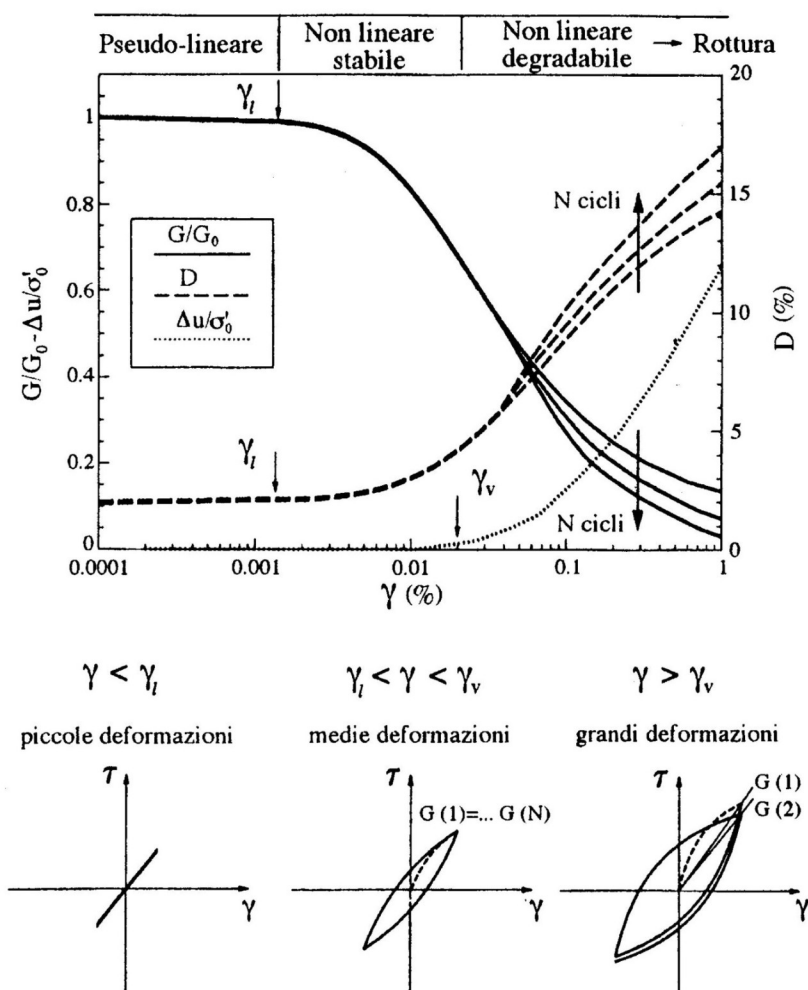 Pseudo-lineare
Non lineare stabile
Non lineare degradabile
→ Rottura
γₗ
1
0.8
0.6
0.4
0.2
0
G/G₀ - Δu/σ'₀
G/G₀
D
Δu/σ'₀
N cicli
N cicli
γₗ
γᵥ
20
15
10
5
0
D (%)
0.0001
0.001
0.01
0.1
1
γ (%)
γ < γₗ
γₗ < γ < γᵥ
γ > γᵥ
piccole deformazioni
medie deformazioni
grandi deformazioni
τ
γ
τ
G (1)=... G (N)
γ
τ
G (1)
G (2)
γ